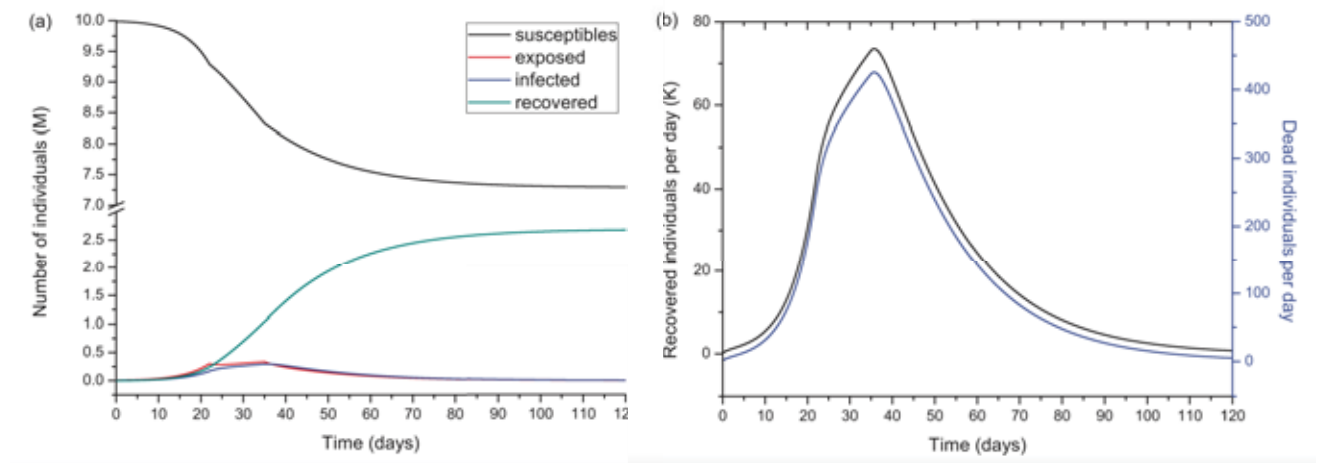 (a)
susceptibles
exposed
infected
recovered
Number of individuals (M)
10.0
9.5
9.0
8.5
8.0
7.5
7.0
2.5
2.0
1.5
1.0
0.5
0.0
0 10 20 30 40 50 60 70 80 90 100 110 12
Time (days)
(b)
Recovered individuals per day (K)
80
60
40
20
0
Dead individuals per day
500
400
300
200
100
0
0 10 20 30 40 50 60 70 80 90 100 110 120
Time (days)